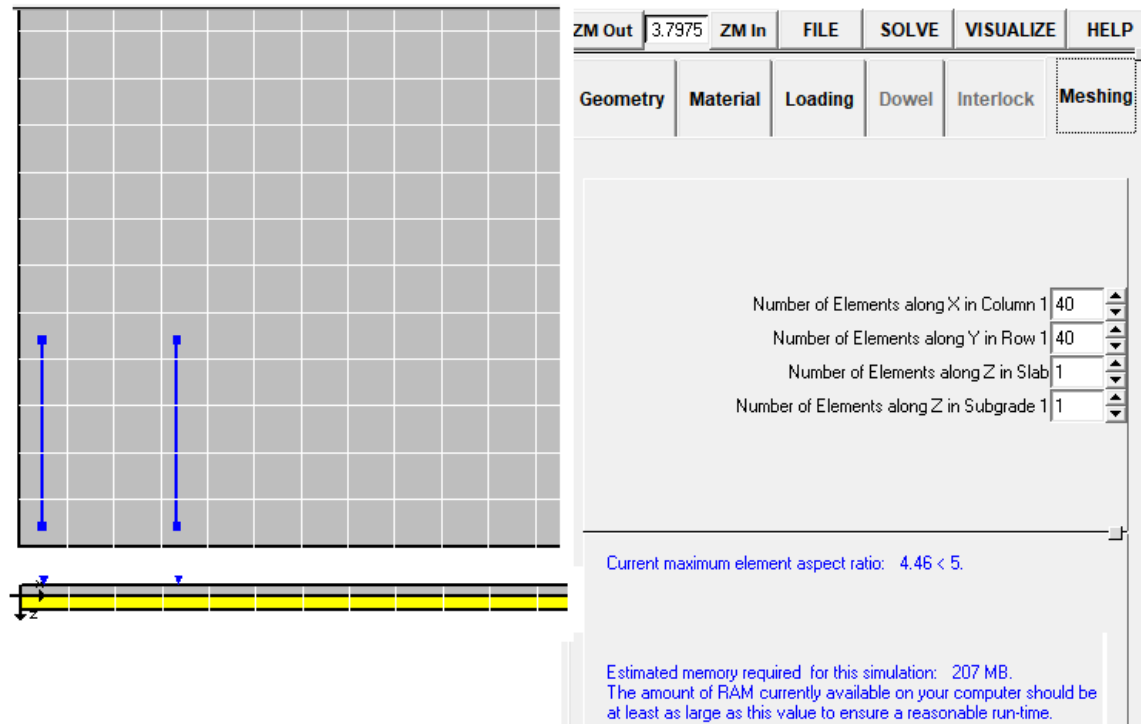 ZM Out 3.7975 ZM In FILE SOLVE VISUALIZE HELP
Geometry Material Loading Dowel Interlock Meshing
Number of Elements along X in Column 1 40
Number of Elements along Y in Row 1 40
Number of Elements along Z in Slab 1
Number of Elements along Z in Subgrade 1 1
Current maximum element aspect ratio: 4.46 < 5.
z
Estimated memory required for this simulation: 207 MB.
The amount of RAM currently available on your computer should be
at least as large as this value to ensure a reasonable run-time.